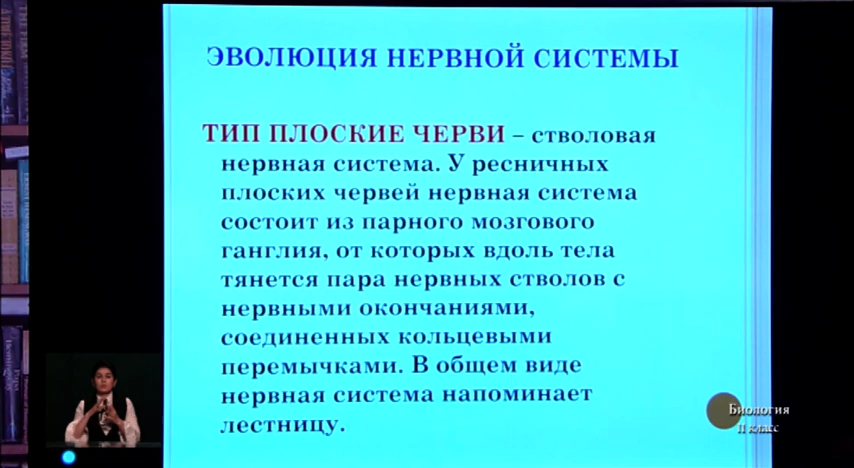 ЭВОЛЮЦИЯ НЕРВНОЙ СИСТЕМЫ
ТИП ПЛОСКИЕ ЧЕРВИ – стволовая
нервная система. У ресничных
плоских червей нервная система
состоит из парного мозгового
ганглия, от которых вдоль тела
тянется пара нервных стволов с
нервными окончаниями,
соединенных кольцевыми
перемычками. В общем виде
нервная система напоминает
лестницу.
Биология
11 класс